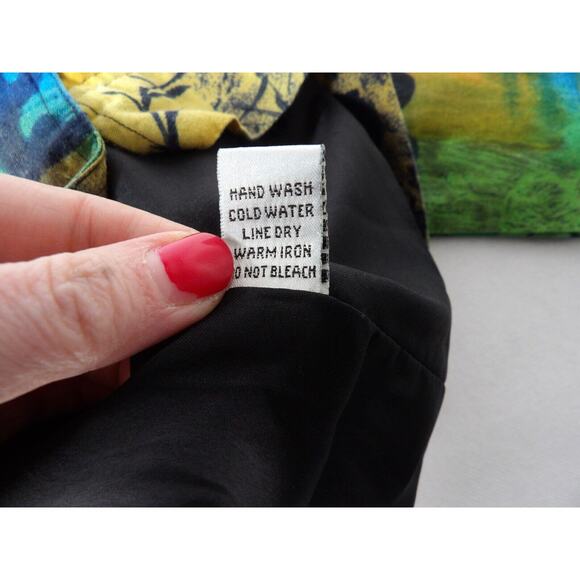 HAND WASH
COLD WATER
LINE DRY
WARM IRON
DO NOT BLEACH